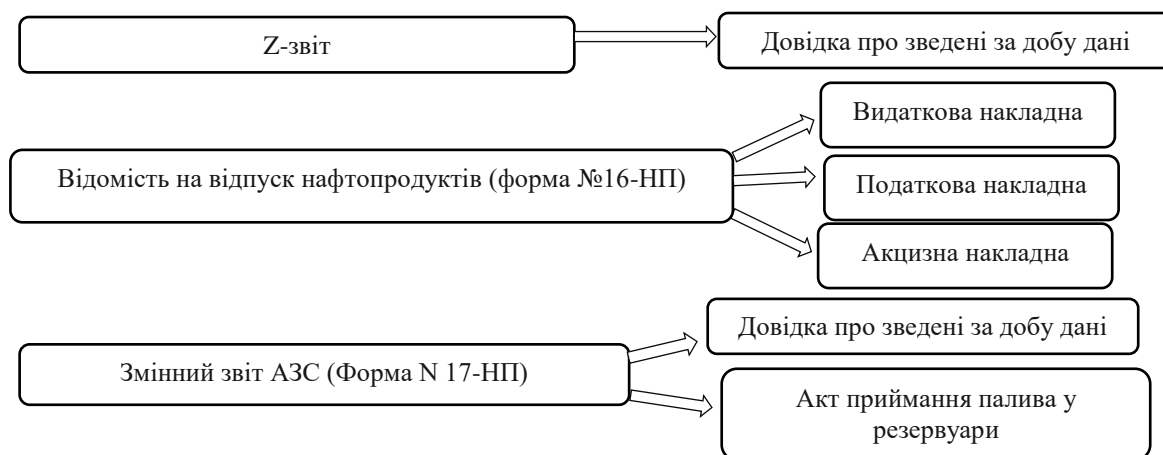 Z-звіт
Довідка про зведені за добу дані
Видаткова накладна
Відомість на відпуск нафтопродуктів (форма №16-НП)
Податкова накладна
Акцизна накладна
Довідка про зведені за добу дані
Змінний звіт АЗС (Форма N 17-НП)
Акт приймання палива у
резервуари